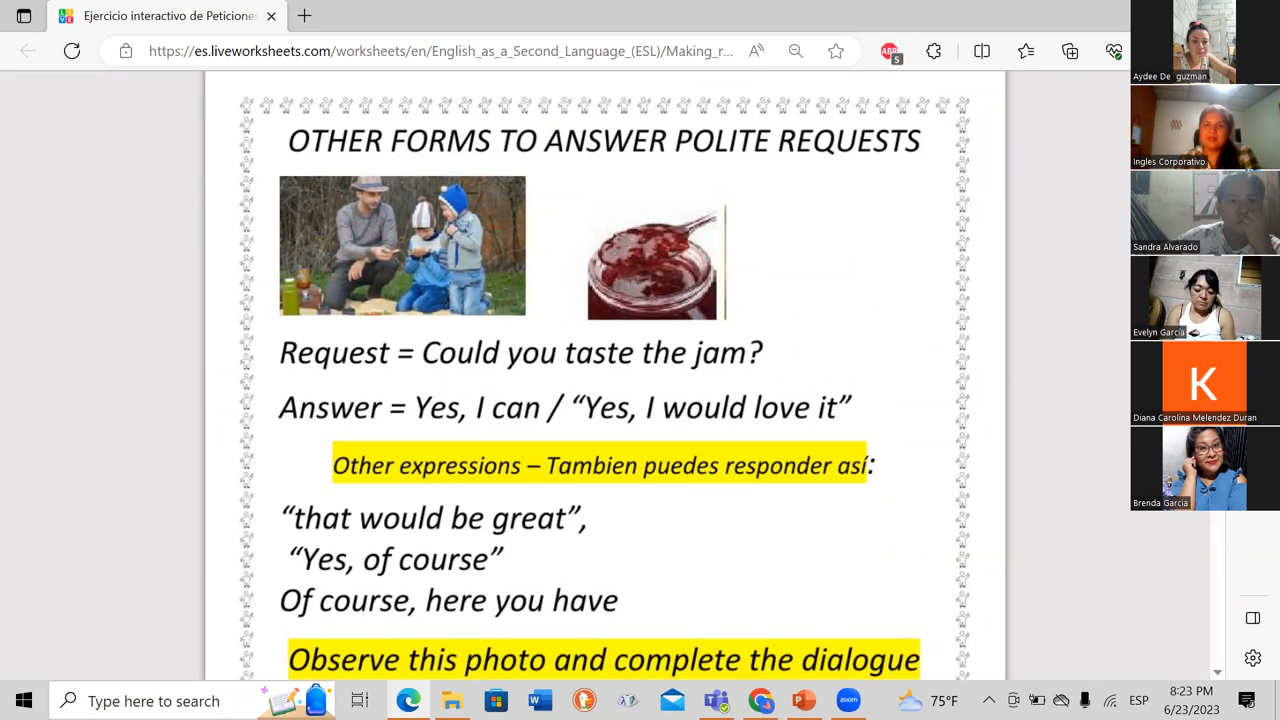 Ejercicio interactivo de Peticiones
https://es.liveworksheets.com/worksheets/en/English_as_a_Second_Language_(ESL)/Making_r...
ABP
5
OTHER FORMS TO ANSWER POLITE REQUESTS
Request = Could you taste the jam?
Answer = Yes, I can / “Yes, I would love it”
Other expressions – Tambien puedes responder así:
“that would be great”,
“Yes, of course”
Of course, here you have
Observe this photo and complete the dialogue
Aydee De guzman
Ingles Corporativo
Sandra Alvarado
Evelyn Garcia
K
Diana Carolina Melendez Duran
Brenda Garcia
Type here to search
zoom
75°F
ESP
8:23 PM
6/23/2023